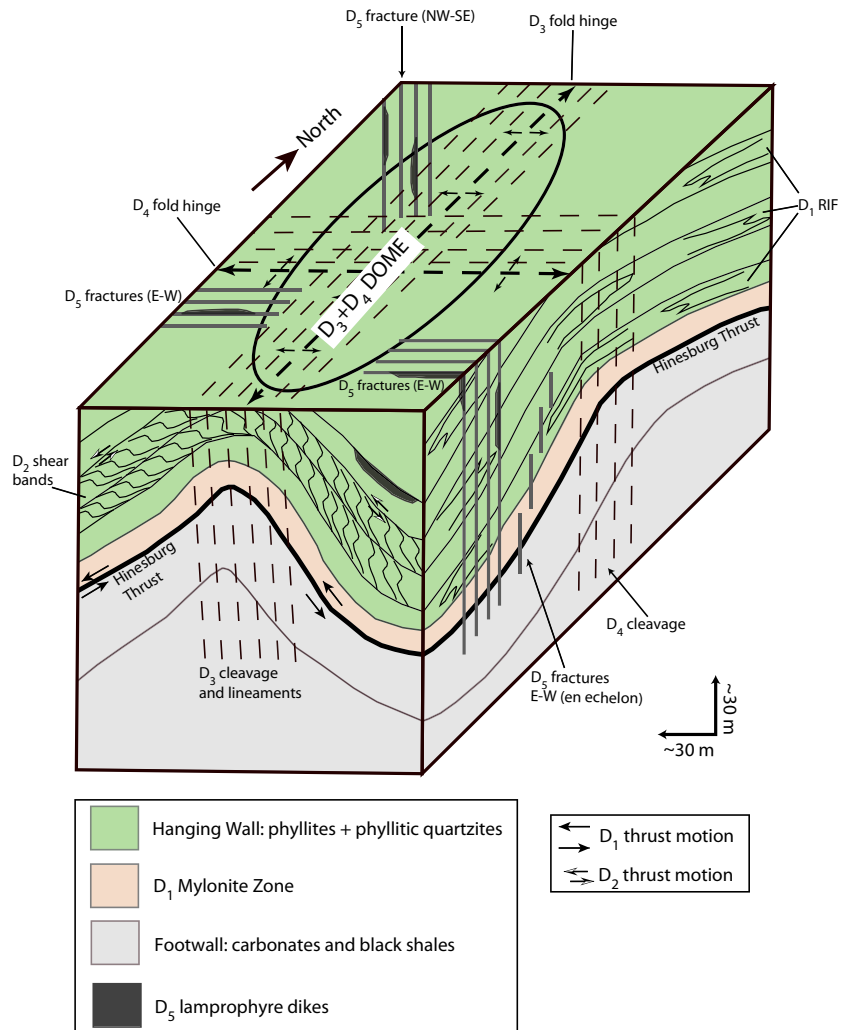 D5 fracture (NW-SE)
D3 fold hinge
North
D4 fold hinge
D1 RIF
D5 fractures (E-W)
D3+D4 DOME
Hinesburg Thrust
D5 fractures (E-W)
D2 shear
bands
Hinesburg
Thrust
D4 cleavage
D3 cleavage
and lineaments
D5 fractures
E-W (en echelon)
~30 m
~30 m
Hanging Wall: phyllites + phyllitic quartzites
D1 Mylonite Zone
Footwall: carbonates and black shales
D5 lamprophyre dikes
D1 thrust motion
D2 thrust motion